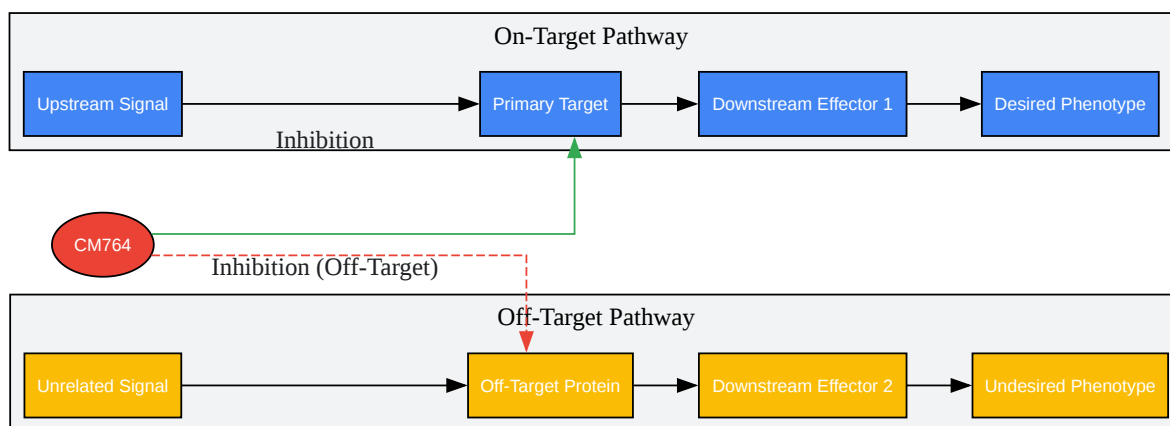 On-Target Pathway
Upstream Signal
Primary Target
Downstream Effector 1
Desired Phenotype
Inhibition
CM764
Inhibition (Off-Target)
Off-Target Pathway
Unrelated Signal
Off-Target Protein
Downstream Effector 2
Undesired Phenotype